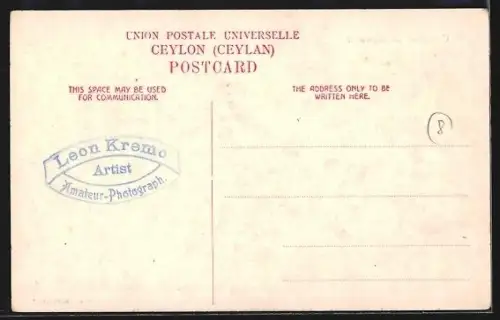 UNION POSTALE UNIVERSELLE
CEYLON (CEYLAN)
POSTCARD
THIS SPACE MAY BE USED
FOR COMMUNICATION.
THE ADDRESS ONLY TO BE
WRITTEN HERE.
8
Leon Kremo
Artist
Amateur-Photograph.